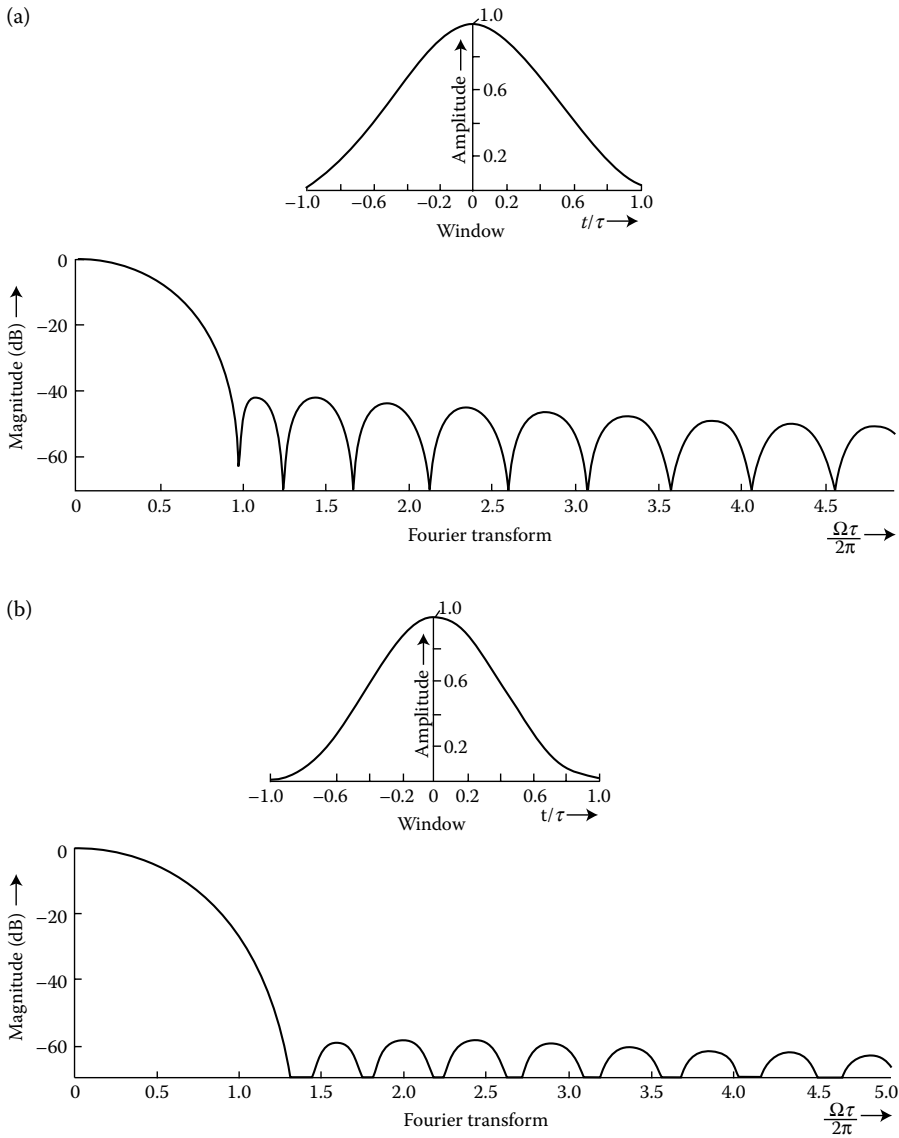 (a)
1.0
Amplitude
0.6
0.2
−1.0 −0.6 −0.2 0 0.2 0.6 1.0
t/τ
Window
0
−20
−40
−60
Magnitude (dB)
0 0.5 1.0 1.5 2.0 2.5 3.0 3.5 4.0 4.5
Fourier transform
Ωτ
2π
(b)
1.0
Amplitude
0.6
0.2
−1.0 −0.6 −0.2 0 0.2 0.6 1.0
t/τ
Window
0
−20
−40
−60
Magnitude (dB)
0 0.5 1.0 1.5 2.0 2.5 3.0 3.5 4.0 4.5 5.0
Fourier transform
Ωτ
2π